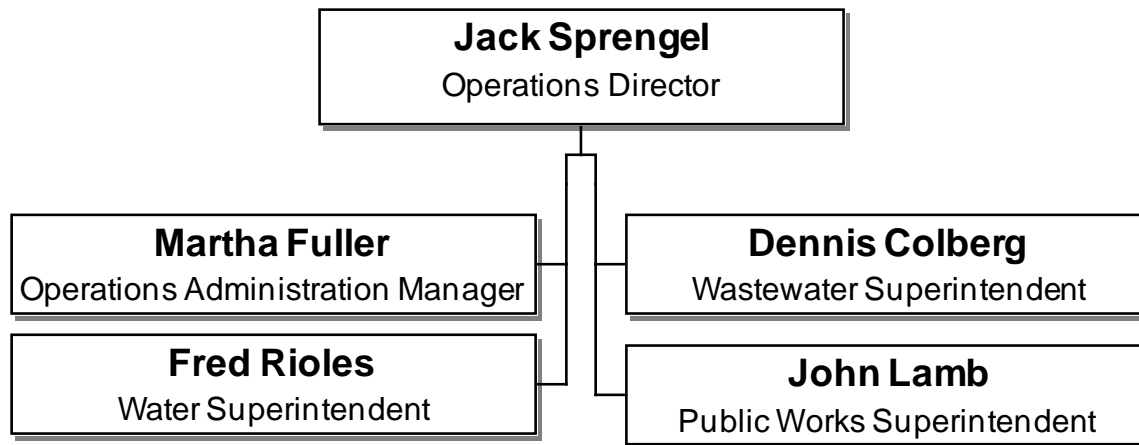 Jack Sprengel
Operations Director
Martha Fuller
Operations Administration Manager
Dennis Colberg
Wastewater Superintendent
Fred Rioles
Water Superintendent
John Lamb
Public Works Superintendent